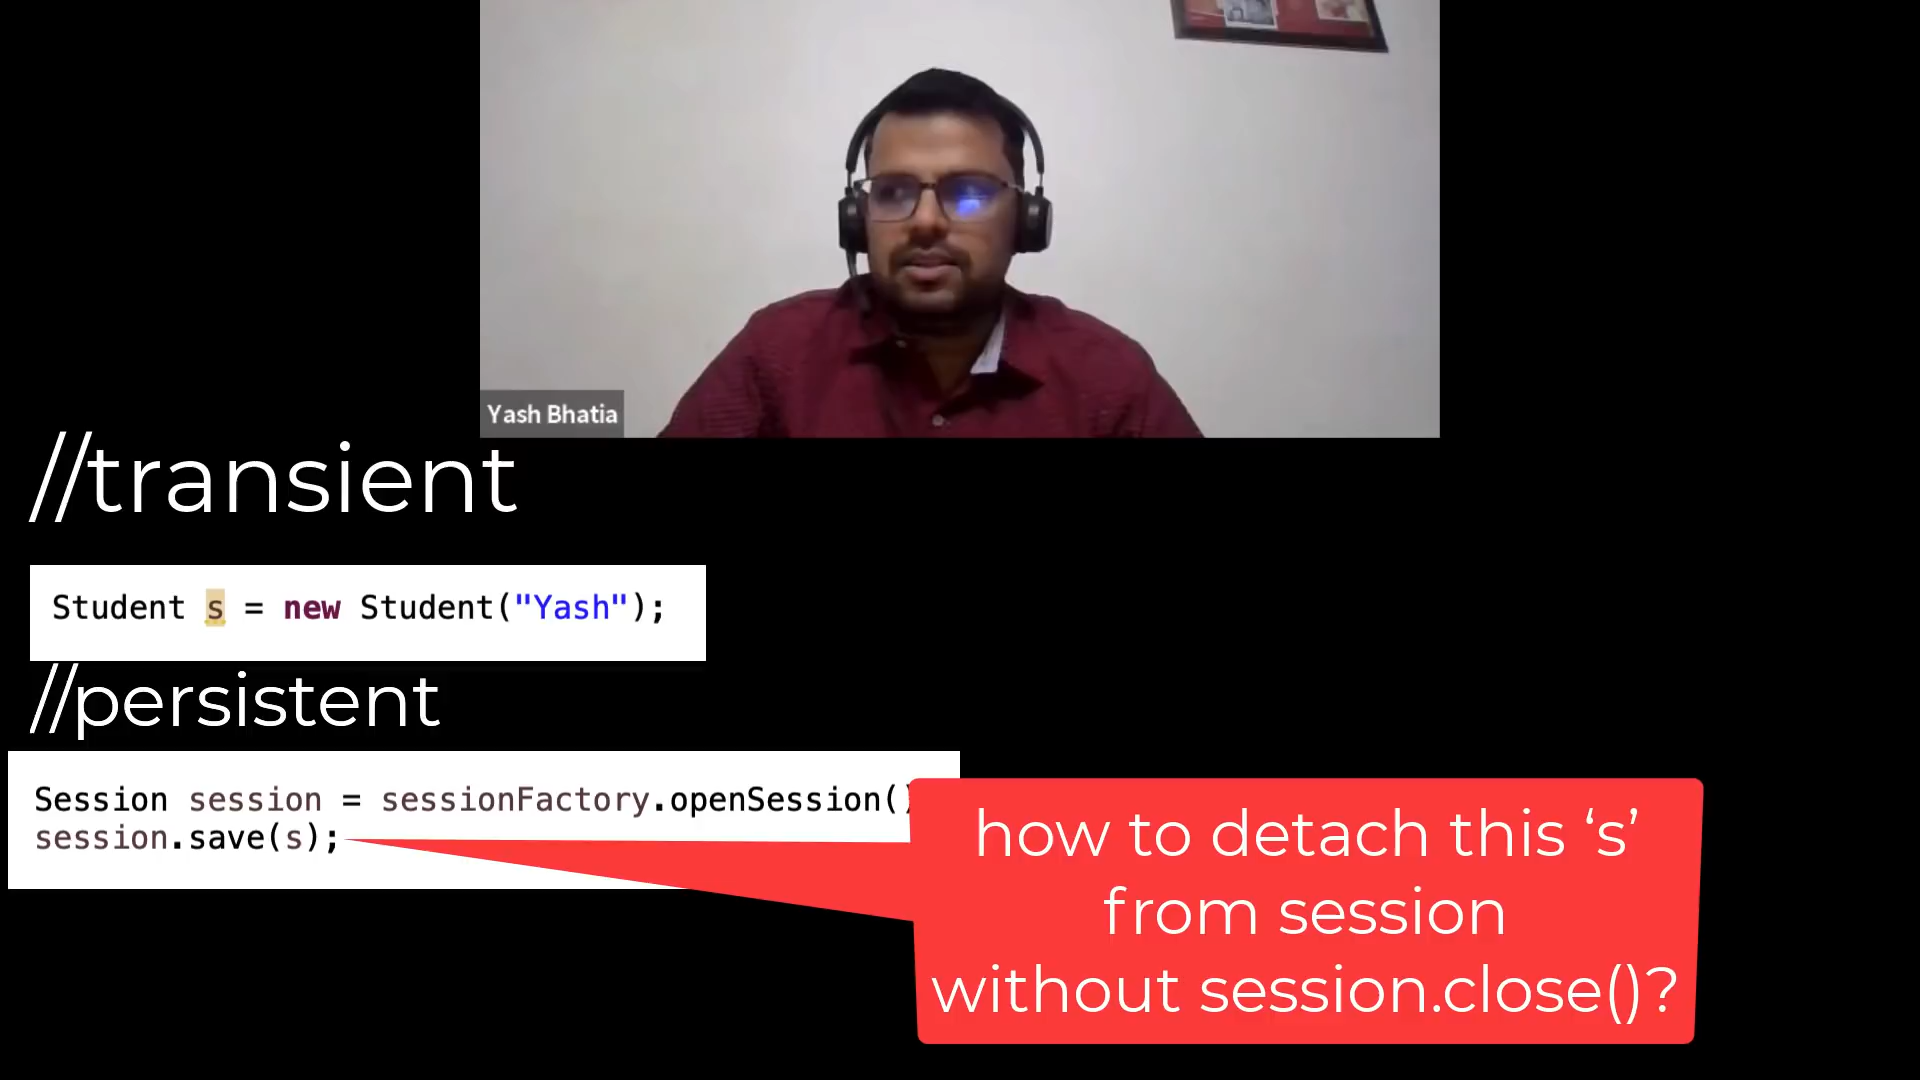 Yash Bhatia
//transient
Student s = new Student("Yash");
//persistent
Session session = sessionFactory.openSession()
session.save(s);
how to detach this ‘s’
from session
without session.close()?